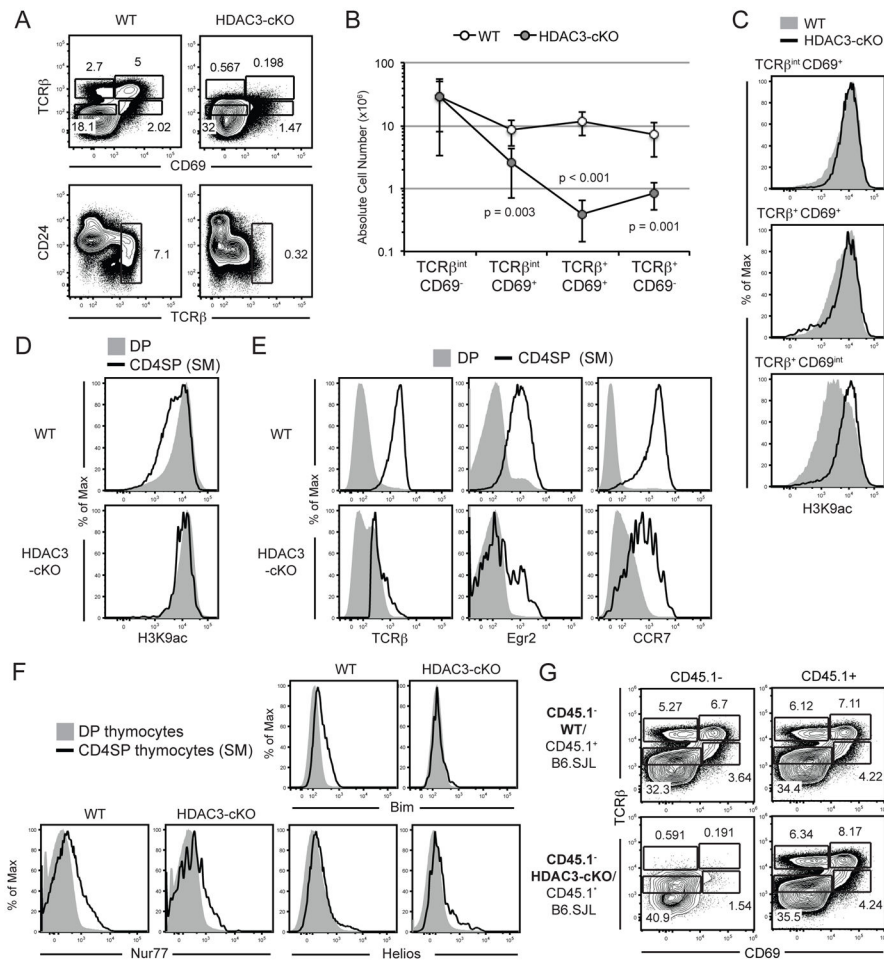 A
WT
HDAC3-cKO
2.7
5
0.567
0.198
18.1
2.02
32
1.47
TCRβ
CD69
7.1
0.32
CD24
TCRβ
B
WT
HDAC3-cKO
Absolute Cell Number (x10⁶)
100
10
1
0.1
p = 0.003
p < 0.001
p = 0.001
TCRβint CD69-
TCRβint CD69+
TCRβ+ CD69+
TCRβ+ CD69-
C
WT
HDAC3-cKO
TCRβint CD69+
TCRβ+ CD69+
TCRβ+ CD69int
% of Max
H3K9ac
D
DP
CD4SP (SM)
WT
HDAC3
-cKO
% of Max
H3K9ac
E
DP
CD4SP (SM)
WT
HDAC3
-cKO
% of Max
TCRβ
Egr2
CCR7
F
DP thymocytes
CD4SP thymocytes (SM)
WT
HDAC3-cKO
% of Max
Bim
WT
HDAC3-cKO
% of Max
Nur77
Helios
G
CD45.1-
CD45.1+
CD45.1-
WT/
CD45.1+
B6.SJL
5.27
6.7
32.3
3.64
6.12
7.11
34.4
4.22
CD45.1-
HDAC3-cKO/
CD45.1+
B6.SJL
0.591
0.191
40.9
1.54
6.34
8.17
35.5
4.24
TCRβ
CD69